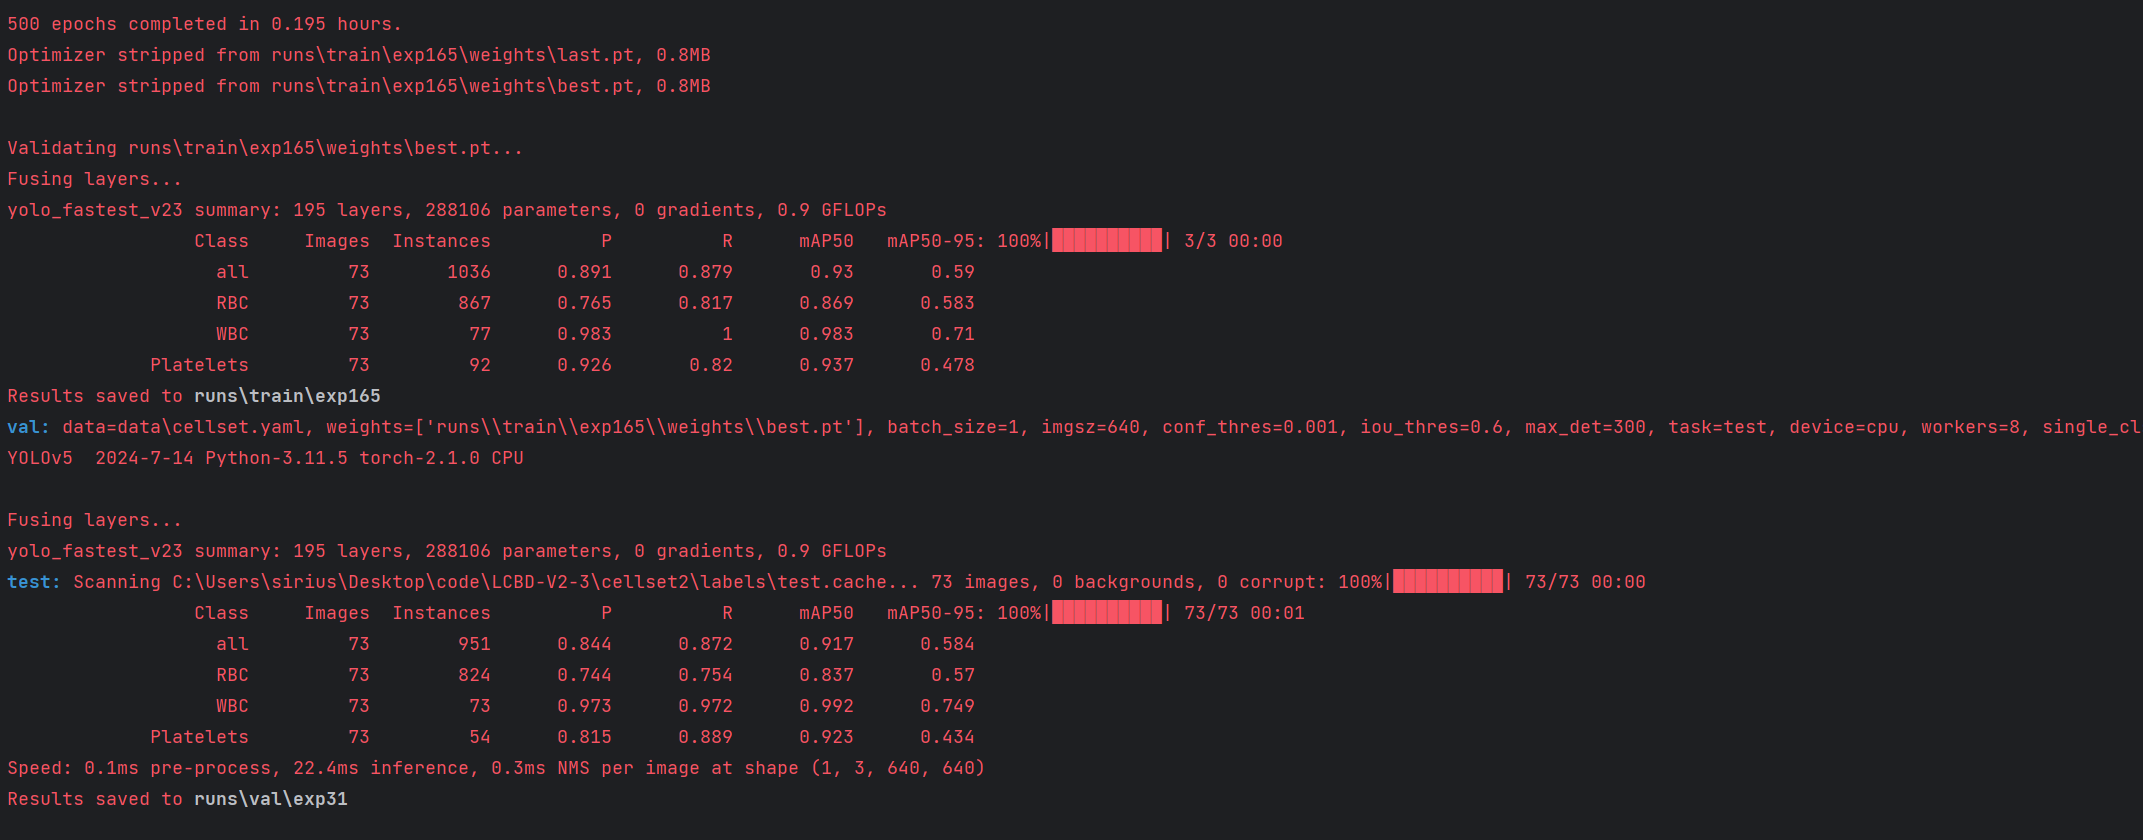 500 epochs completed in 0.195 hours.
Optimizer stripped from runs\train\exp165\weights\last.pt, 0.8MB
Optimizer stripped from runs\train\exp165\weights\best.pt, 0.8MB
Validating runs\train\exp165\weights\best.pt...
Fusing layers...
yolo_fastest_v23 summary: 195 layers, 288106 parameters, 0 gradients, 0.9 GFLOPs
Class Images Instances P R mAP50 mAP50-95: 100%|██████████| 3/3 00:00
all 73 1036 0.891 0.879 0.93 0.59
RBC 73 867 0.765 0.817 0.869 0.583
WBC 73 77 0.983 1 0.983 0.71
Platelets 73 92 0.926 0.82 0.937 0.478
Results saved to runs\train\exp165
val: data=data\cellset.yaml, weights=['runs\\train\\exp165\\weights\\best.pt'], batch_size=1, imgsz=640, conf_thres=0.001, iou_thres=0.6, max_det=300, task=test, device=cpu, workers=8, single_cl
YOLOv5 2024-7-14 Python-3.11.5 torch-2.1.0 CPU
Fusing layers...
yolo_fastest_v23 summary: 195 layers, 288106 parameters, 0 gradients, 0.9 GFLOPs
test: Scanning C:\Users\sirius\Desktop\code\LCBD-V2-3\cellset2\labels\test.cache... 73 images, 0 backgrounds, 0 corrupt: 100%|██████████| 73/73 00:00
Class Images Instances P R mAP50 mAP50-95: 100%|██████████| 73/73 00:01
all 73 951 0.844 0.872 0.917 0.584
RBC 73 824 0.744 0.754 0.837 0.57
WBC 73 73 0.973 0.972 0.992 0.749
Platelets 73 54 0.815 0.889 0.923 0.434
Speed: 0.1ms pre-process, 22.4ms inference, 0.3ms NMS per image at shape (1, 3, 640, 640)
Results saved to runs\val\exp31